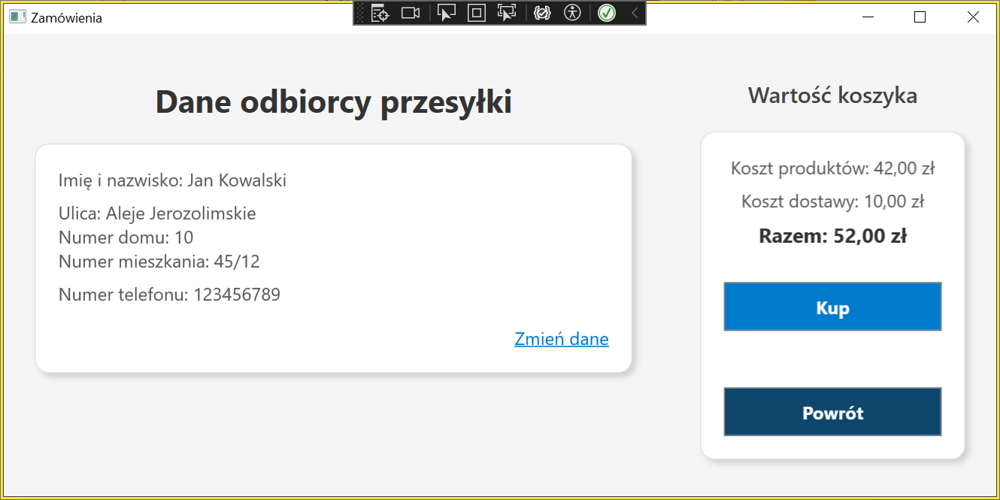 Zamówienia
Dane odbiorcy przesyłki
Imię i nazwisko: Jan Kowalski
Ulica: Aleje Jerozolimskie
Numer domu: 10
Numer mieszkania: 45/12
Numer telefonu: 123456789
Zmień dane
Wartość koszyka
Koszt produktów: 42,00 zł
Koszt dostawy: 10,00 zł
Razem: 52,00 zł
Kup
Powrót